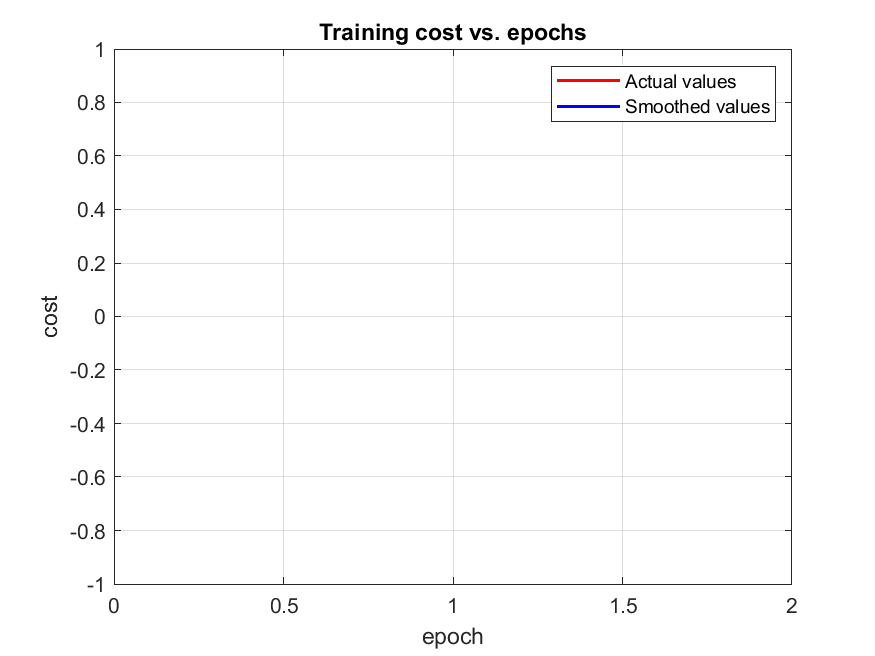 Training cost vs. epochs
1
Actual values
0.8
Smoothed values
0.6
0.4
0.2
cost
0
-0.2
-0.4
-0.6
-0.8
-1
0 0.5 1 1.5 2
epoch